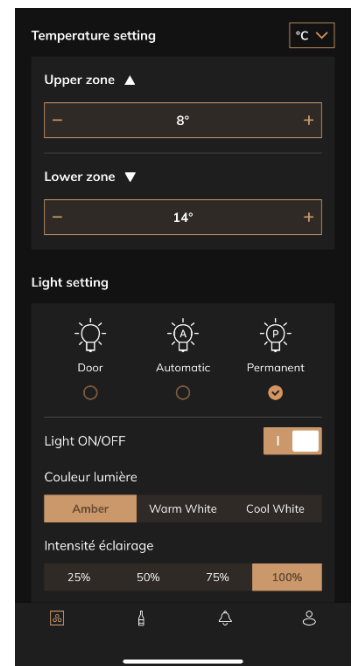 Temperature setting °C
Upper zone ▲
− 8° +
Lower zone ▼
− 14° +
Light setting
A P
Door Automatic Permanent
Light ON/OFF I
Couleur lumière
Amber Warm White Cool White
Intensité éclairage
25% 50% 75% 100%